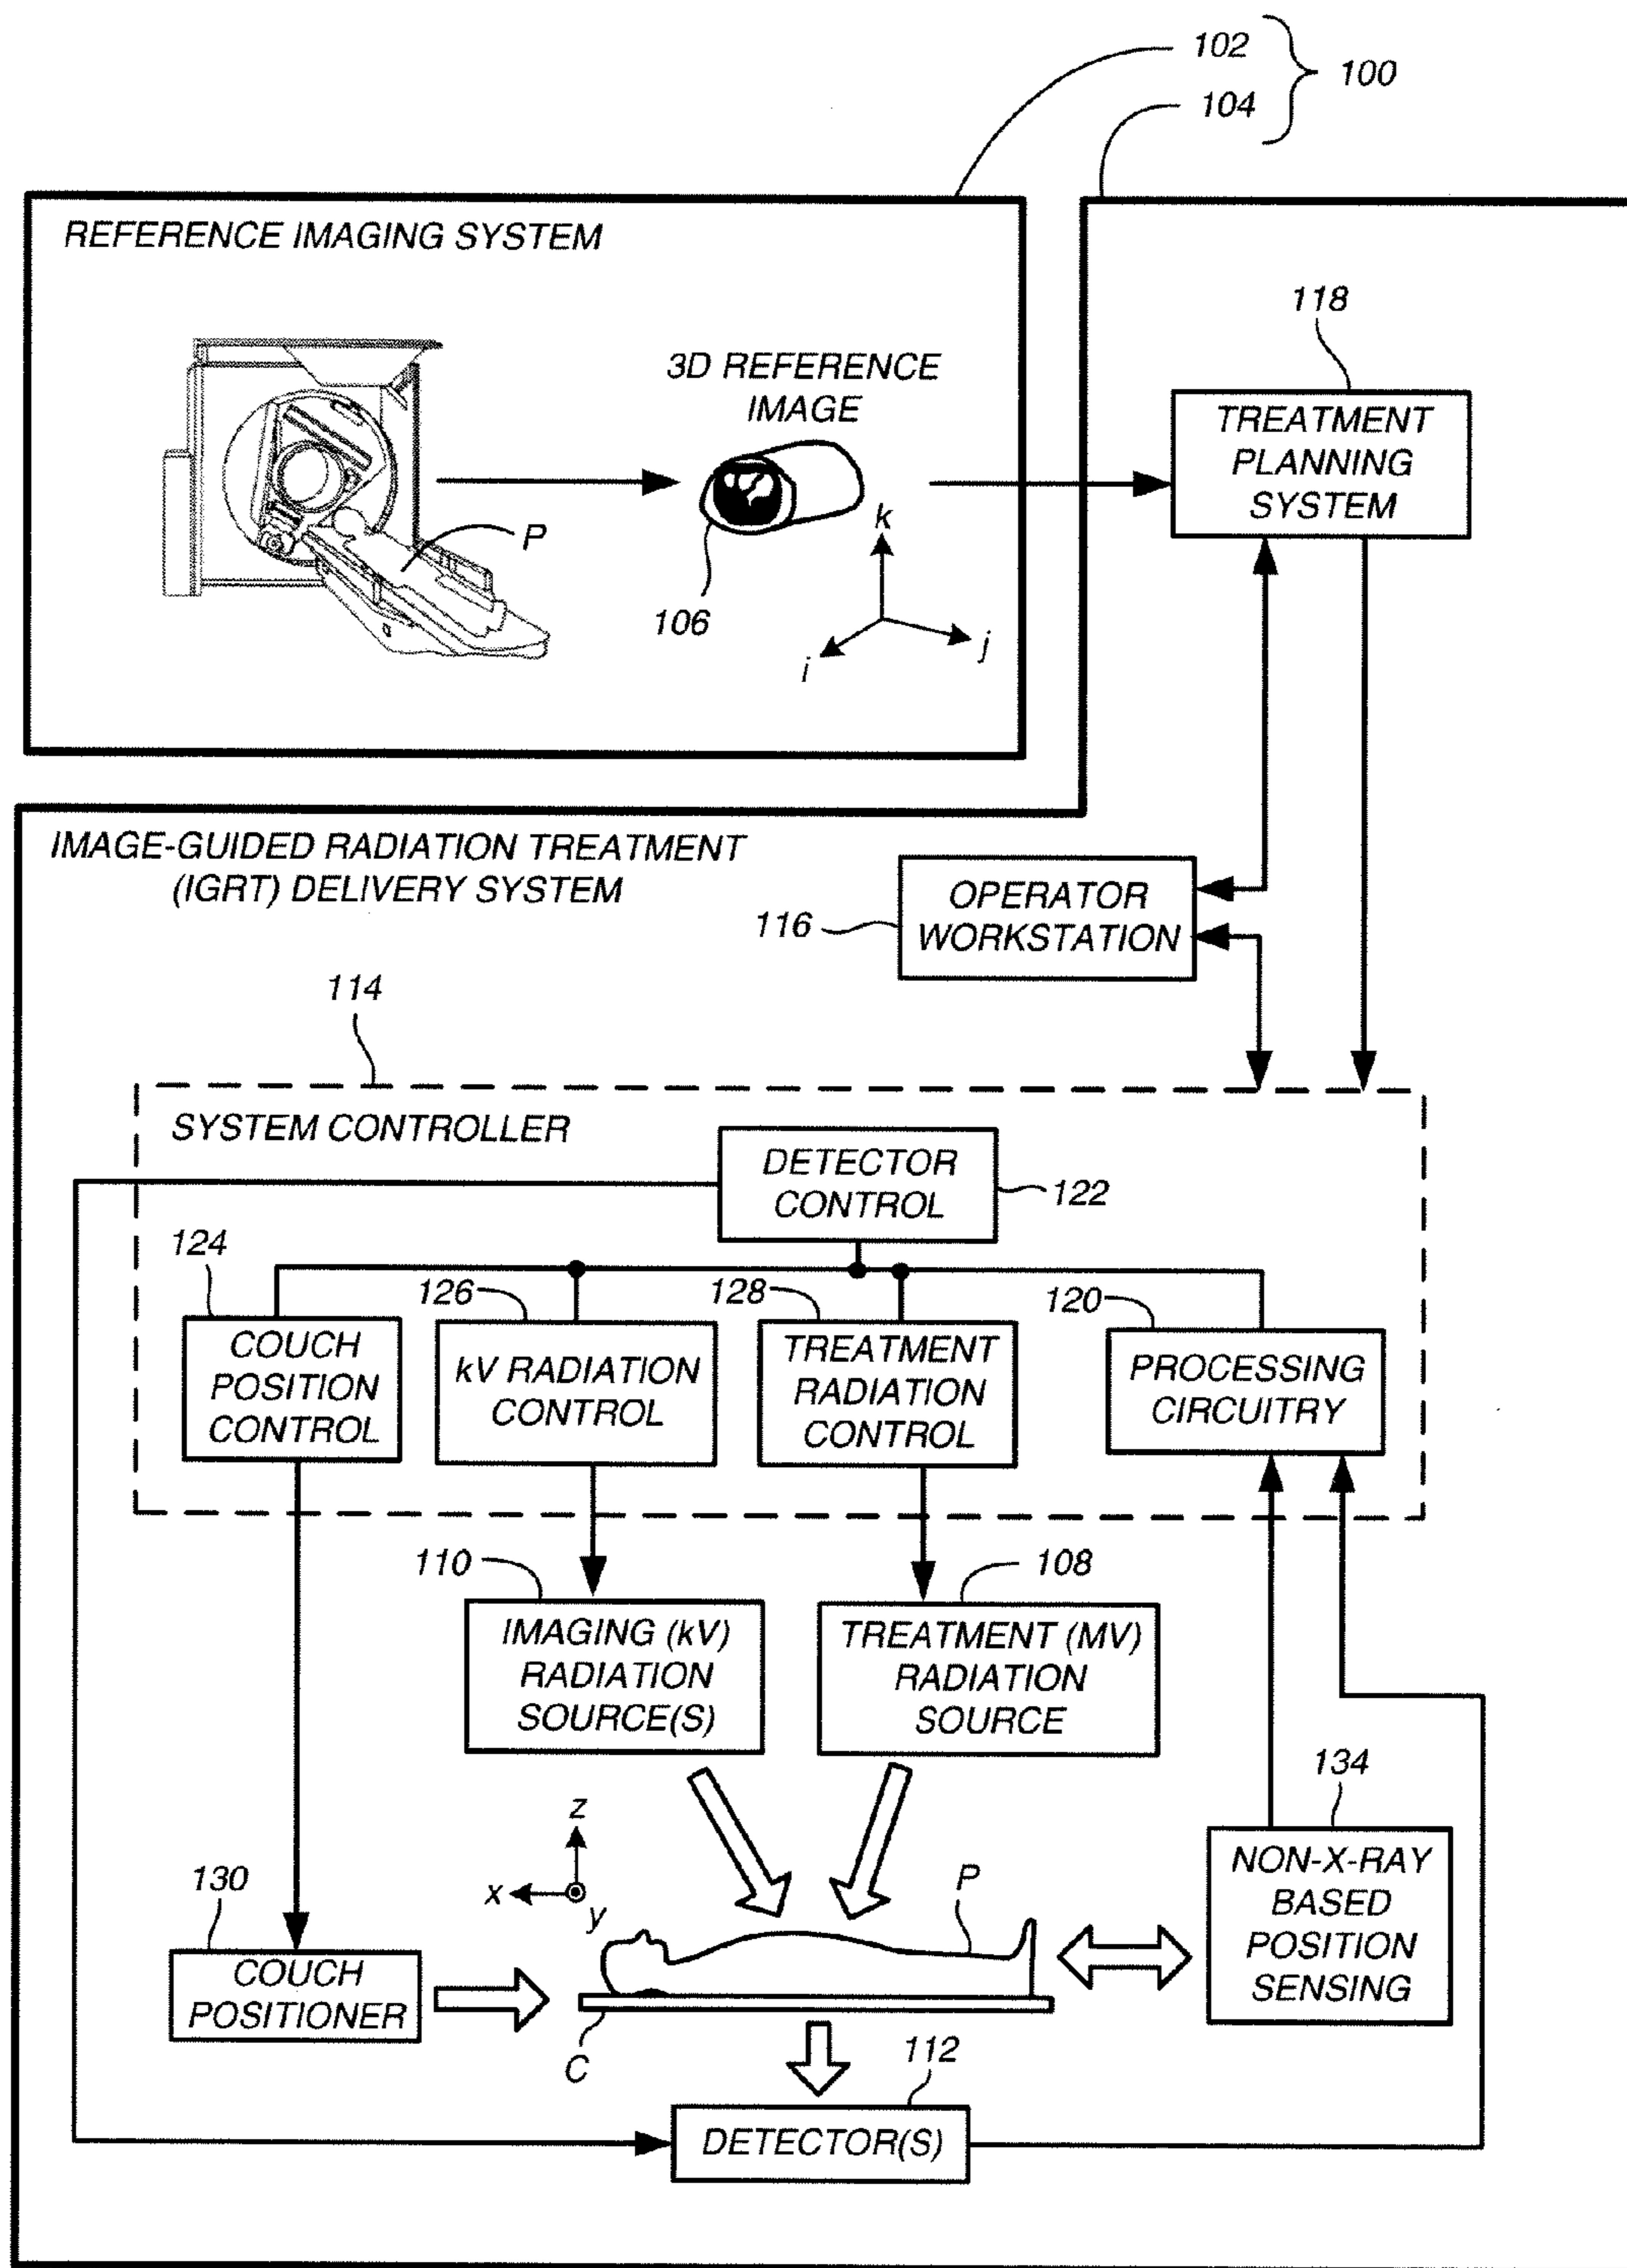 102
100
104
REFERENCE IMAGING SYSTEM
118
3D REFERENCE
IMAGE
TREATMENT
PLANNING
SYSTEM
P
k
106
j
i
IMAGE-GUIDED RADIATION TREATMENT
(IGRT) DELIVERY SYSTEM
OPERATOR
WORKSTATION
116
114
SYSTEM CONTROLLER
DETECTOR
CONTROL
122
124
126
128
120
COUCH
POSITION
CONTROL
kV RADIATION
CONTROL
TREATMENT
RADIATION
CONTROL
PROCESSING
CIRCUITRY
110
108
IMAGING (kV)
RADIATION
SOURCE(S)
TREATMENT (MV)
RADIATION
SOURCE
134
z
x
y
130
P
NON-X-RAY
BASED
POSITION
SENSING
COUCH
POSITIONER
C
112
DETECTOR(S)